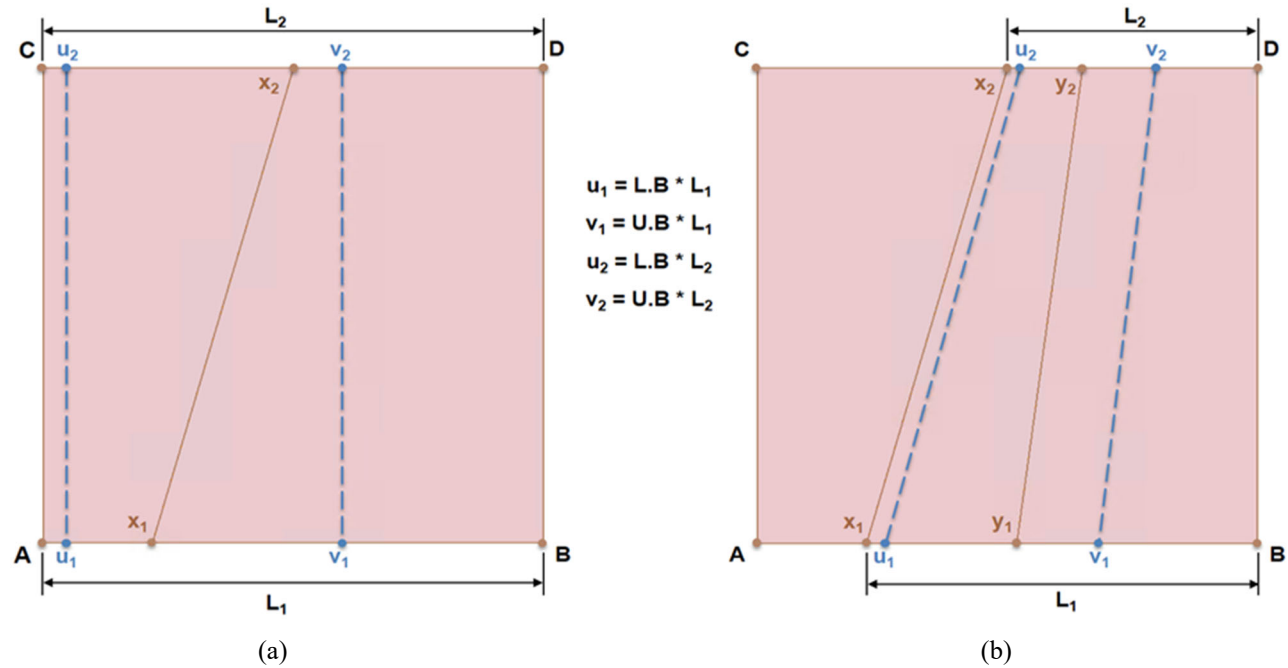 L₂
C u₂ v₂ D
x₂
x₁
A u₁ v₁ B
L₁
(a)
u₁ = L.B * L₁
v₁ = U.B * L₁
u₂ = L.B * L₂
v₂ = U.B * L₂
L₂
C u₂ v₂ D
x₂ y₂
x₁ y₁
A u₁ v₁ B
L₁
(b)